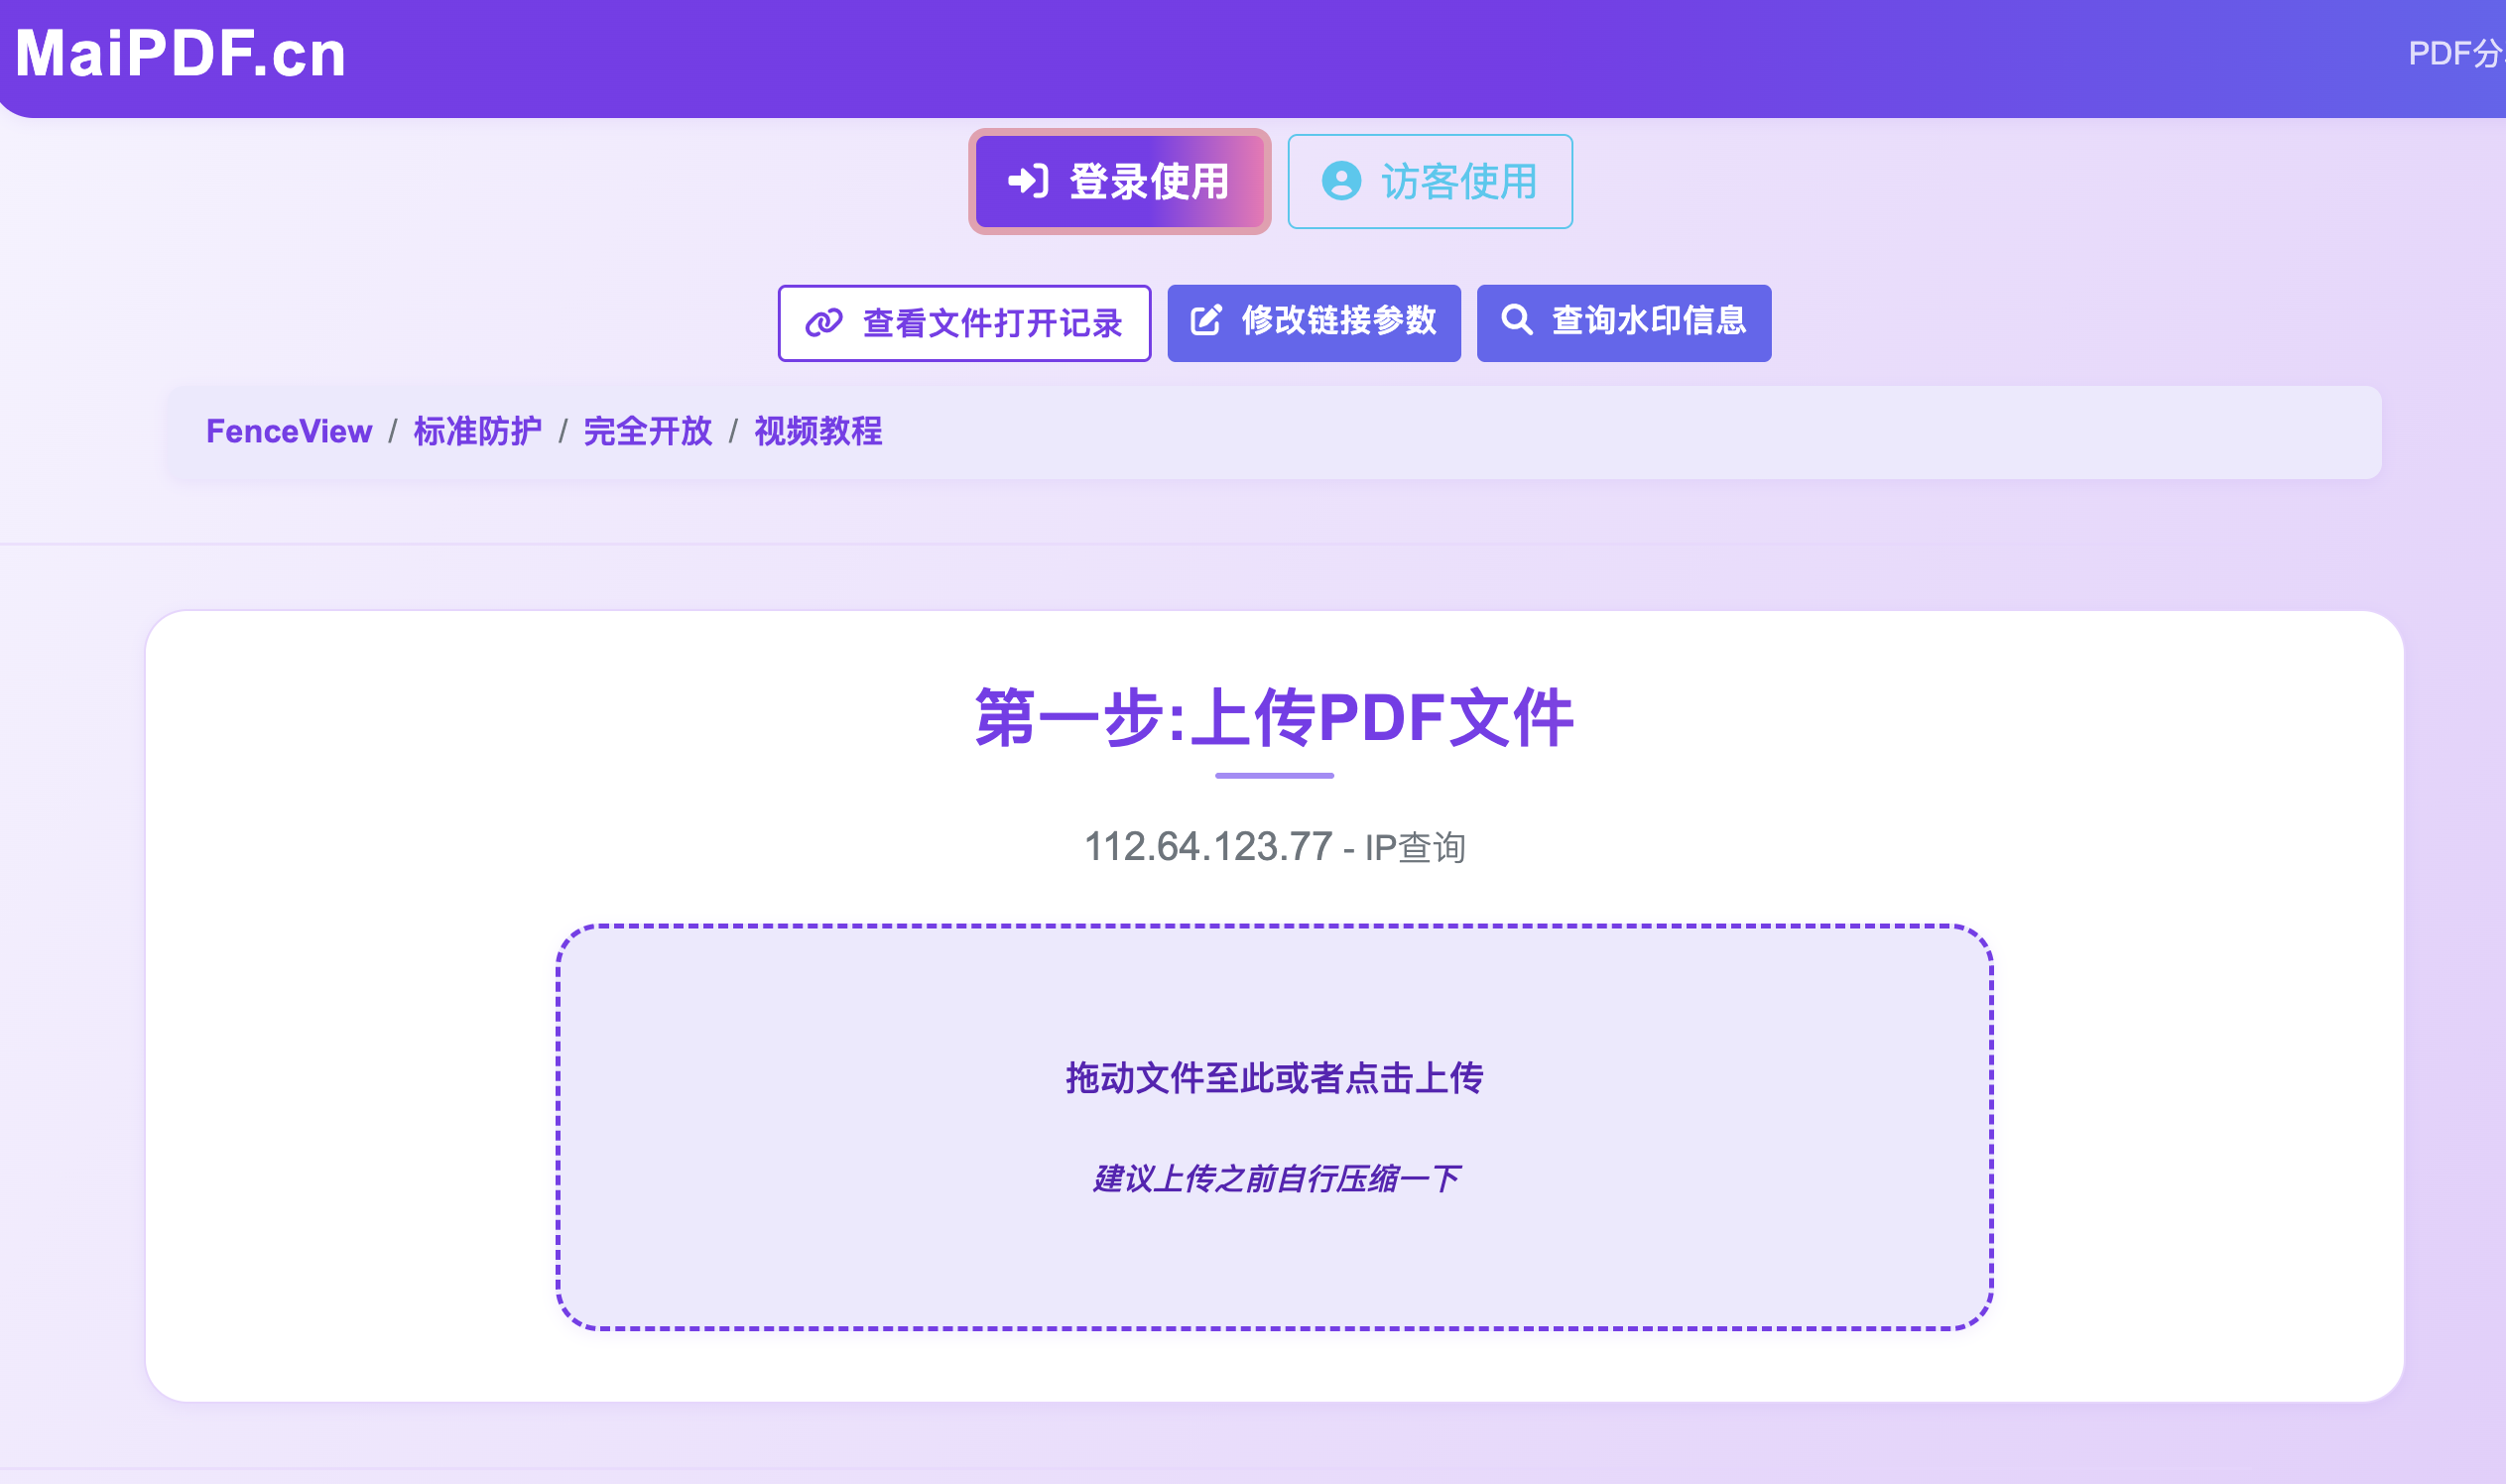 MaiPDF.cn
PDF分
登录使用
访客使用
查看文件打开记录
修改链接参数
查询水印信息
FenceView / 标准防护 / 完全开放 / 视频教程
第一步:上传PDF文件
112.64.123.77 - IP查询
拖动文件至此或者点击上传
建议上传之前自行压缩一下